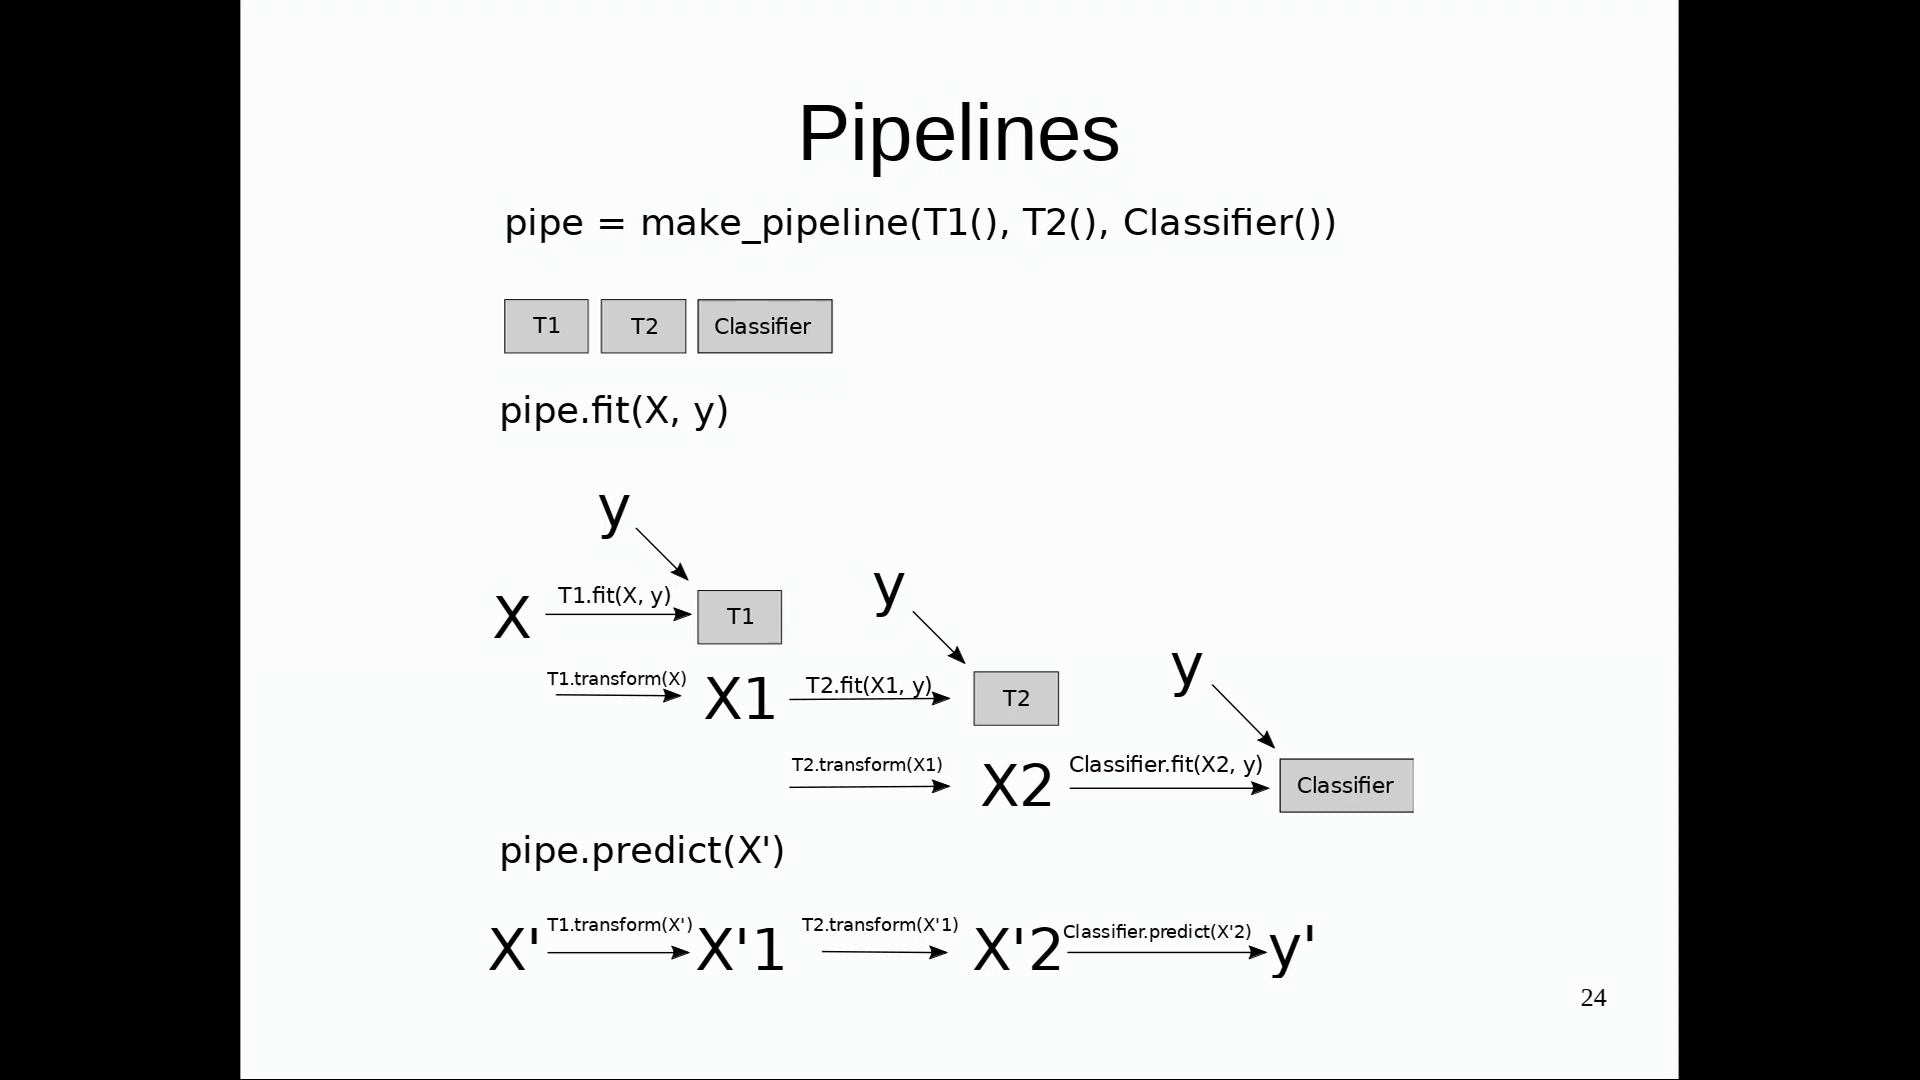 Pipelines
pipe = make_pipeline(T1(), T2(), Classifier())
T1 T2 Classifier
pipe.fit(X, y)
y
X T1.fit(X, y) T1
y
T1.transform(X) X1 T2.fit(X1, y) T2
y
T2.transform(X1) X2 Classifier.fit(X2, y) Classifier
pipe.predict(X')
X' T1.transform(X') X'1 T2.transform(X'1) X'2 Classifier.predict(X'2) y'
24